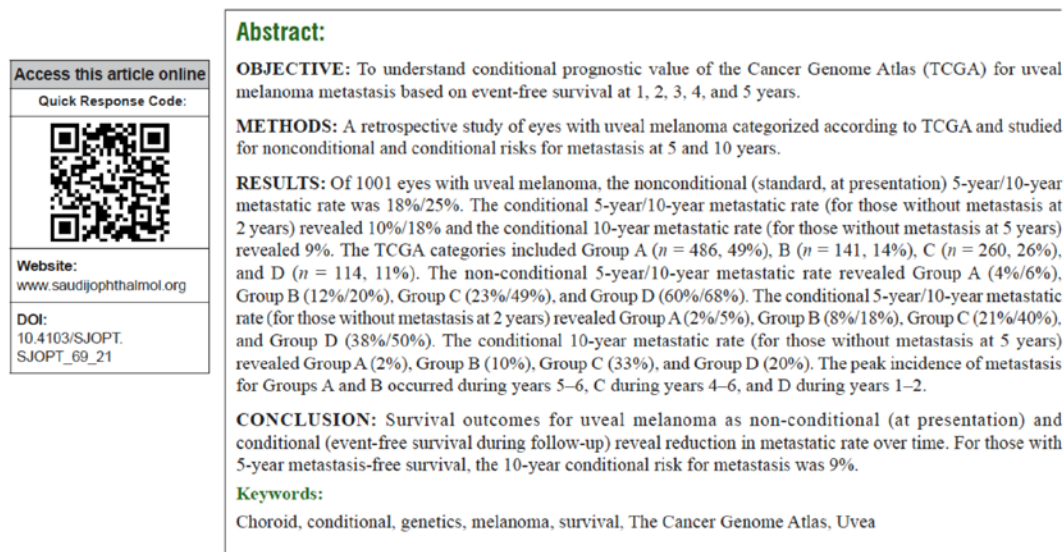 Access this article online
Quick Response Code:
Website:
www.saudijophthalmol.org
DOI:
10.4103/SJOPT.
SJOPT_69_21
Abstract:
OBJECTIVE: To understand conditional prognostic value of the Cancer Genome Atlas (TCGA) for uveal
melanoma metastasis based on event-free survival at 1, 2, 3, 4, and 5 years.
METHODS: A retrospective study of eyes with uveal melanoma categorized according to TCGA and studied
for nonconditional and conditional risks for metastasis at 5 and 10 years.
RESULTS: Of 1001 eyes with uveal melanoma, the nonconditional (standard, at presentation) 5-year/10-year
metastatic rate was 18%/25%. The conditional 5-year/10-year metastatic rate (for those without metastasis at
2 years) revealed 10%/18% and the conditional 10-year metastatic rate (for those without metastasis at 5 years)
revealed 9%. The TCGA categories included Group A (n = 486, 49%), B (n = 141, 14%), C (n = 260, 26%),
and D (n = 114, 11%). The non-conditional 5-year/10-year metastatic rate revealed Group A (4%/6%),
Group B (12%/20%), Group C (23%/49%), and Group D (60%/68%). The conditional 5-year/10-year metastatic
rate (for those without metastasis at 2 years) revealed Group A (2%/5%), Group B (8%/18%), Group C (21%/40%),
and Group D (38%/50%). The conditional 10-year metastatic rate (for those without metastasis at 5 years)
revealed Group A (2%), Group B (10%), Group C (33%), and Group D (20%). The peak incidence of metastasis
for Groups A and B occurred during years 5–6, C during years 4–6, and D during years 1–2.
CONCLUSION: Survival outcomes for uveal melanoma as non-conditional (at presentation) and
conditional (event-free survival during follow-up) reveal reduction in metastatic rate over time. For those with
5-year metastasis-free survival, the 10-year conditional risk for metastasis was 9%.
Keywords:
Choroid, conditional, genetics, melanoma, survival, The Cancer Genome Atlas, Uvea